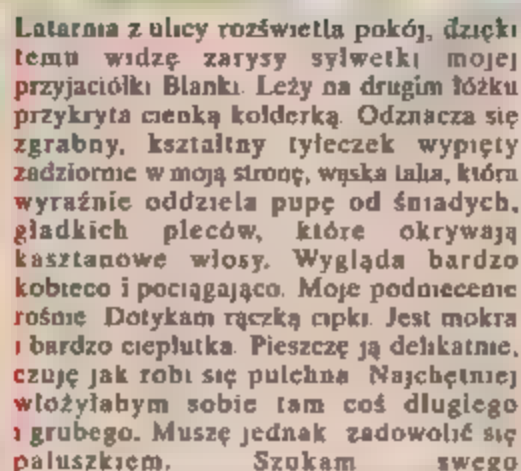 Latarnia z ulicy rozświetla pokój, dzięki
temu widzę zarysy sylwetki mojej
przyjaciółki Blanki. Leży na drugim łóżku
przykryta cienką kołderką. Odznacza się
zgrabny, kształtny tyłeczek wypięty
zadziornie w moją stronę, wąska talia, która
wyraźnie oddziela pupę od śniadych,
gładkich pleców, które okrywają
kasztanowe włosy. Wygląda bardzo
kobieco i pociągająco. Moje podniecenie
rośnie. Dotykam rączką cipki. Jest mokra
i bardzo cieplutka. Pieszczę ją delikatnie,
czuję jak robi się pulchna. Najchętniej
włożyłabym sobie tam coś długiego
i grubego. Muszę jednak zadowolić się
paluszkiem. Szukam swego